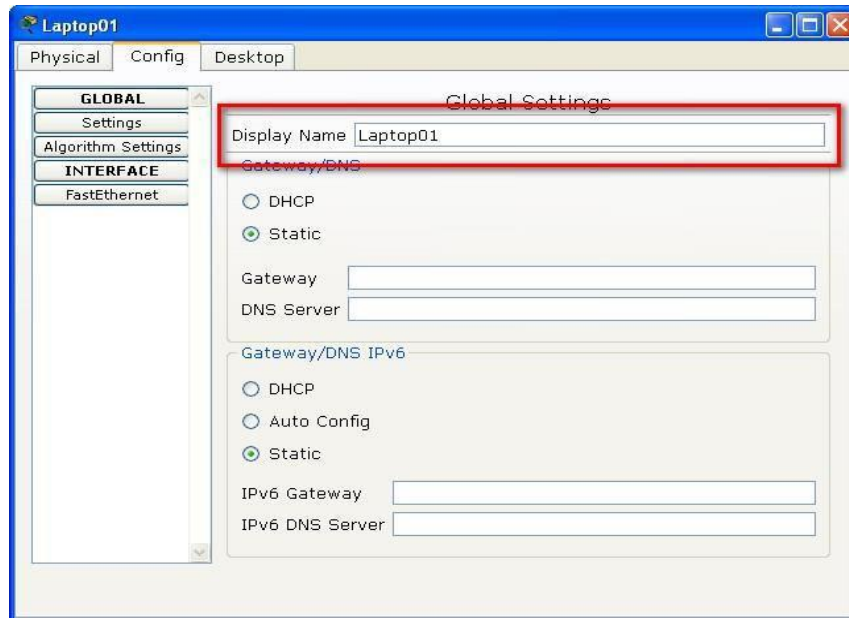 Laptop01
Physical Config Desktop
GLOBAL
Settings
Algorithm Settings
INTERFACE
FastEthernet
Global Settings
Display Name Laptop01
Gateway/DNS
DHCP
Static
Gateway
DNS Server
Gateway/DNS IPv6
DHCP
Auto Config
Static
IPv6 Gateway
IPv6 DNS Server